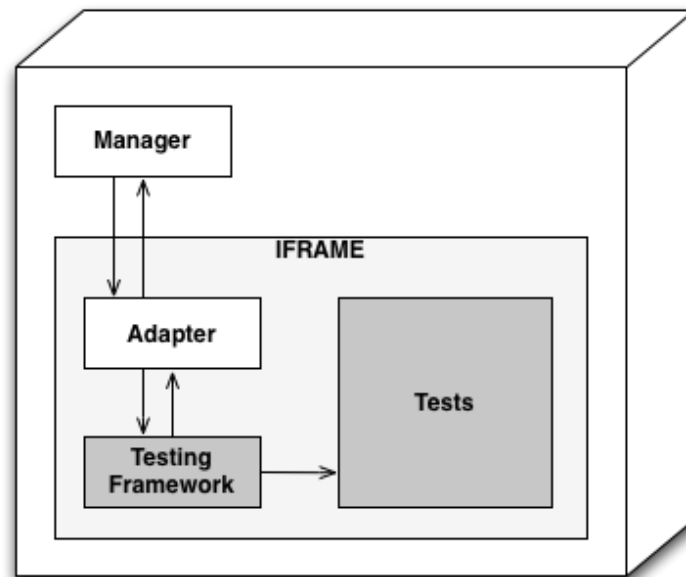 Manager
IFRAME
Adapter
Tests
Testing
Framework